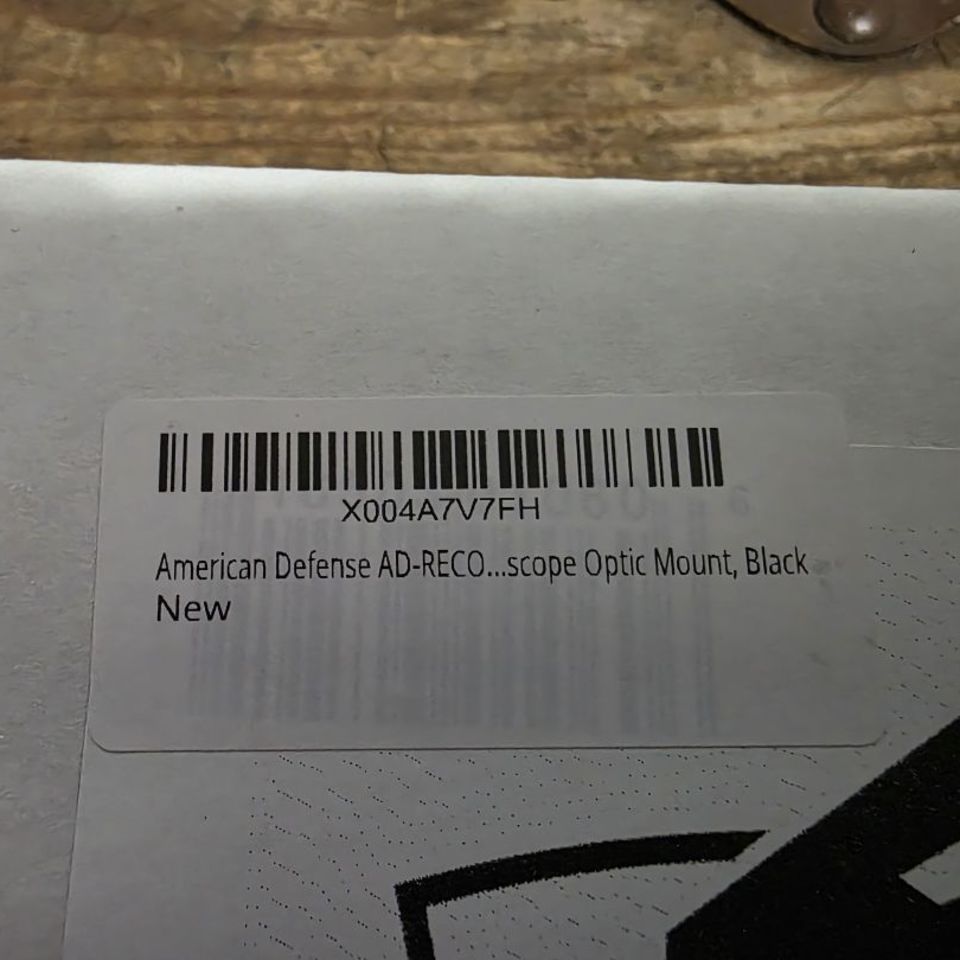 X004A7V7FH
American Defense AD-RECO...scope Optic Mount, Black
New